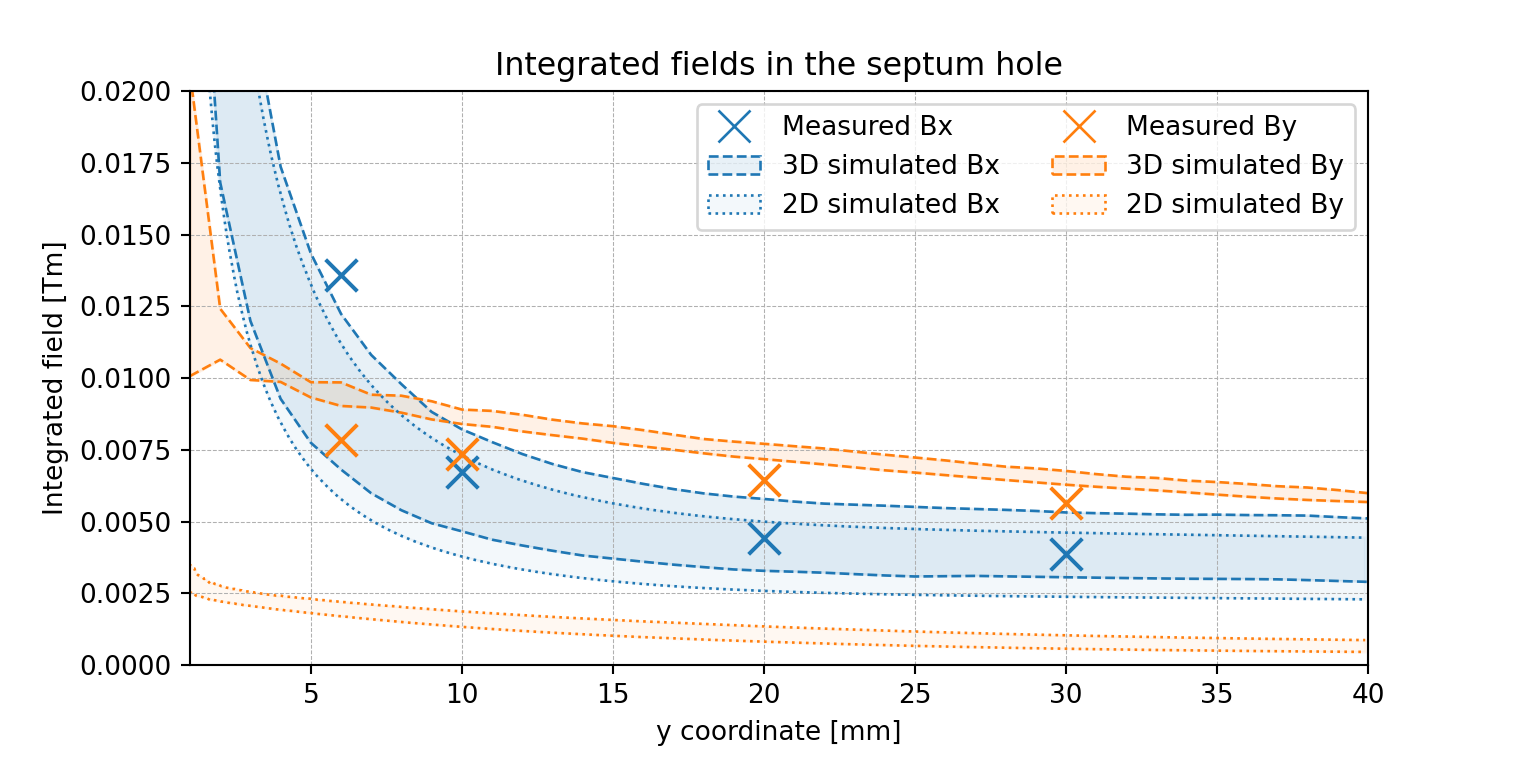 Integrated fields in the septum hole
Integrated field [Tm]
0.0200
0.0175
0.0150
0.0125
0.0100
0.0075
0.0050
0.0025
0.0000
Measured Bx
3D simulated Bx
2D simulated Bx
Measured By
3D simulated By
2D simulated By
5 10 15 20 25 30 35 40
y coordinate [mm]